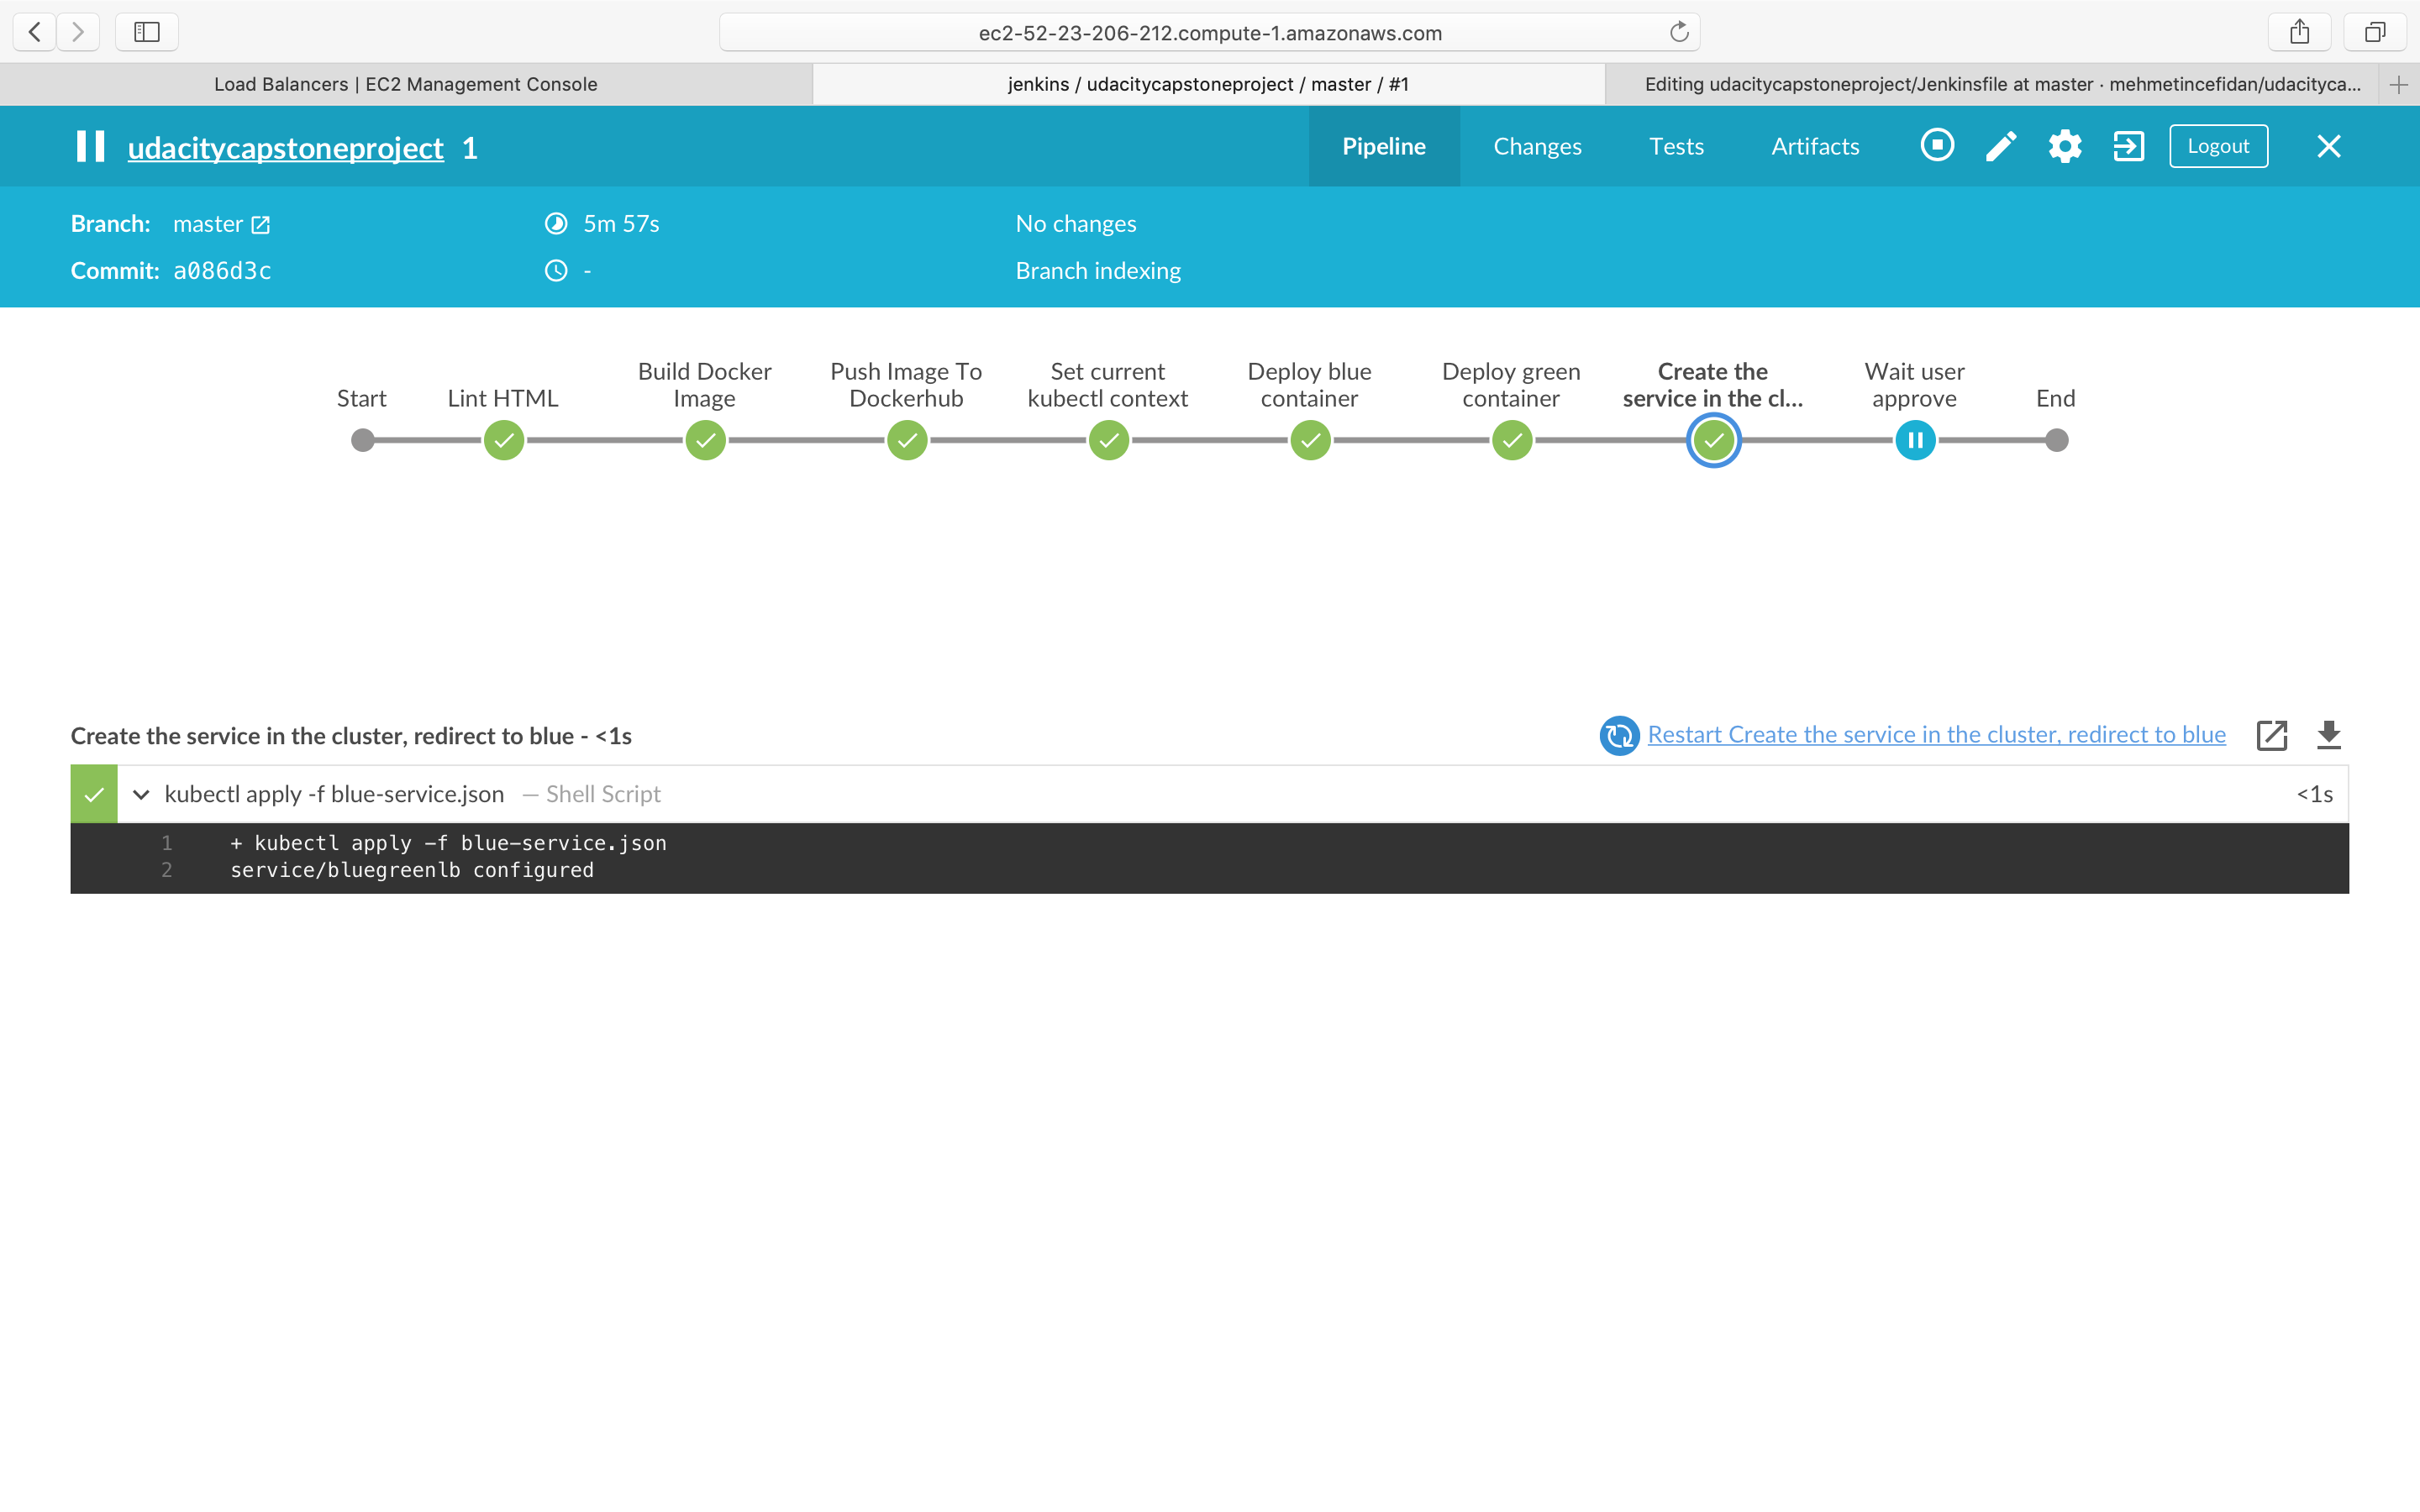 ec2-52-23-206-212.compute-1.amazonaws.com
Load Balancers | EC2 Management Console
jenkins / udacitycapstoneproject / master / #1
Editing udacitycapstoneproject/Jenkinsfile at master · mehmetincefidan/udacityca...
udacitycapstoneproject 1
Pipeline
Changes
Tests
Artifacts
Logout
Branch: master
5m 57s
No changes
Commit: a086d3c
-
Branch indexing
Start
Lint HTML
Build Docker
Image
Push Image To
Dockerhub
Set current
kubectl context
Deploy blue
container
Deploy green
container
Create the
service in the cl...
Wait user
approve
End
Create the service in the cluster, redirect to blue - <1s
Restart Create the service in the cluster, redirect to blue
kubectl apply -f blue-service.json — Shell Script
<1s
1 + kubectl apply -f blue-service.json
2 service/bluegreenlb configured